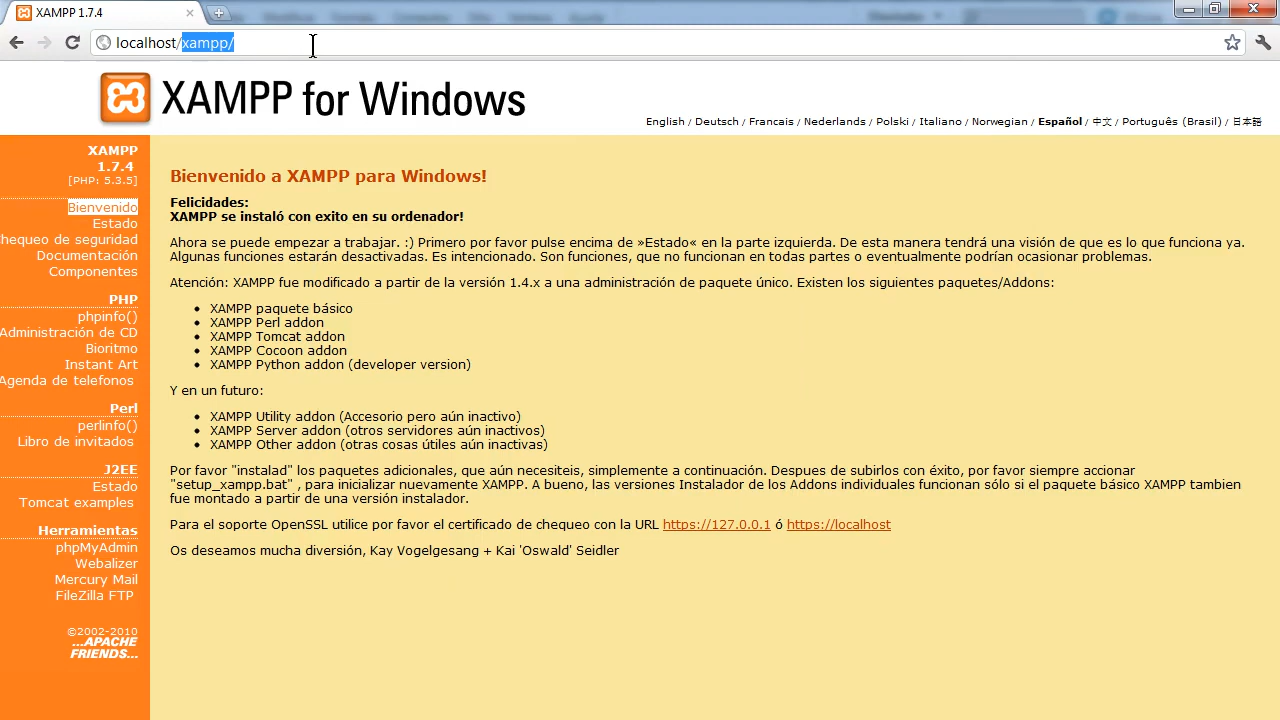 XAMPP 1.7.4
localhost/xampp/
XAMPP for Windows
English / Deutsch / Francais / Nederlands / Polski / Italiano / Norwegian / Español / 中文 / Português (Brasil) / 日本語
XAMPP
1.7.4
[PHP: 5.3.5]
Bienvenido
Estado
hequeo de seguridad
Documentación
Componentes
PHP
phpinfo()
Administración de CD
Bioritmo
Instant Art
Agenda de telefonos
Perl
perlinfo()
Libro de invitados
J2EE
Estado
Tomcat examples
Herramientas
phpMyAdmin
Webalizer
Mercury Mail
FileZilla FTP
©2002-2010
...APACHE
FRIENDS...
Bienvenido a XAMPP para Windows!
Felicidades:
XAMPP se instaló con exito en su ordenador!
Ahora se puede empezar a trabajar. :) Primero por favor pulse encima de »Estado« en la parte izquierda. De esta manera tendrá una visión de que es lo que funciona ya.
Algunas funciones estarán desactivadas. Es intencionado. Son funciones, que no funcionan en todas partes o eventualmente podrían ocasionar problemas.
Atención: XAMPP fue modificado a partir de la versión 1.4.x a una administración de paquete único. Existen los siguientes paquetes/Addons:
XAMPP paquete básico
XAMPP Perl addon
XAMPP Tomcat addon
XAMPP Cocoon addon
XAMPP Python addon (developer version)
Y en un futuro:
XAMPP Utility addon (Accesorio pero aún inactivo)
XAMPP Server addon (otros servidores aún inactivos)
XAMPP Other addon (otras cosas útiles aún inactivas)
Por favor "instalad" los paquetes adicionales, que aún necesiteis, simplemente a continuación. Despues de subirlos con éxito, por favor siempre accionar
"setup_xampp.bat" , para inicializar nuevamente XAMPP. A bueno, las versiones Instalador de los Addons individuales funcionan sólo si el paquete básico XAMPP tambien
fue montado a partir de una versión instalador.
Para el soporte OpenSSL utilice por favor el certificado de chequeo con la URL https://127.0.0.1 ó https://localhost
Os deseamos mucha diversión, Kay Vogelgesang + Kai 'Oswald' Seidler